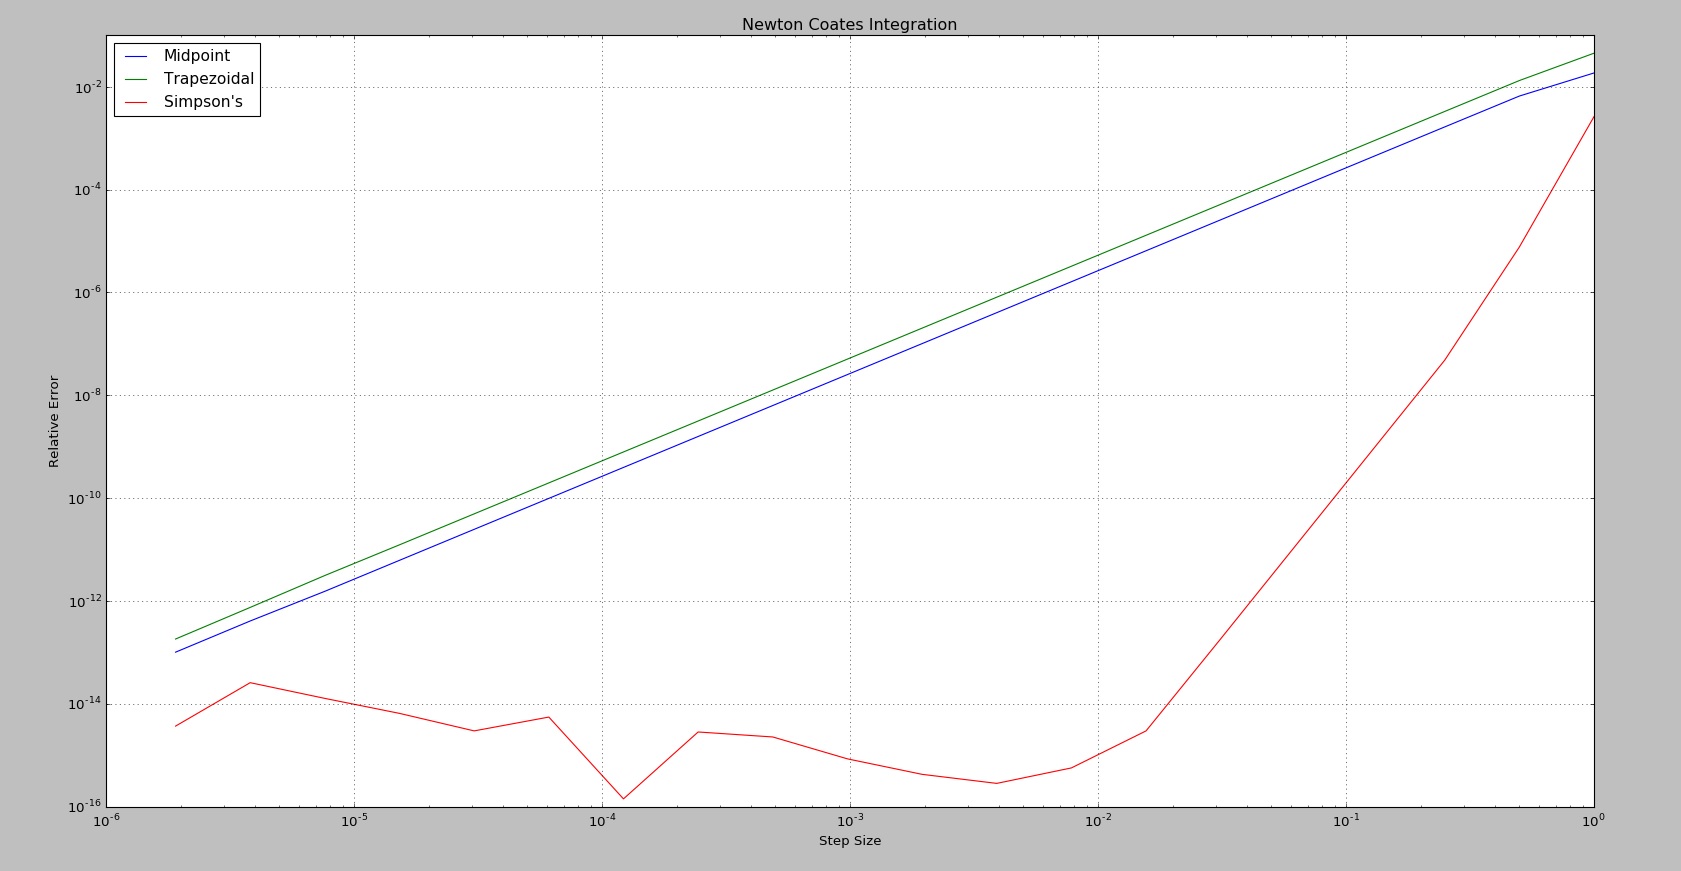 Newton Coates Integration
Midpoint
Trapezoidal
Simpson's
10^-2
10^-4
10^-6
10^-8
10^-10
10^-12
10^-14
10^-16
Relative Error
10^-6 10^-5 10^-4 10^-3 10^-2 10^-1 10^0
Step Size